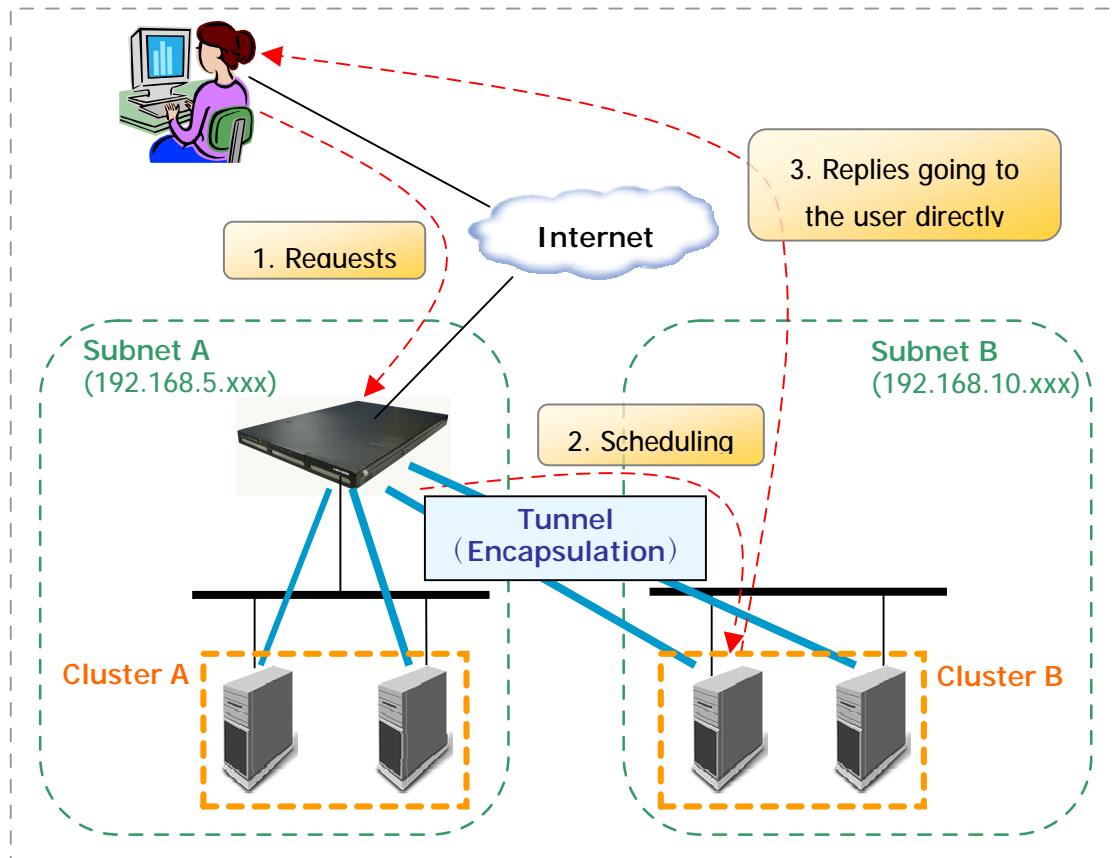 3. Replies going to
the user directly
Internet
1. Requests
Subnet A
(192.168.5.xxx)
Subnet B
(192.168.10.xxx)
2. Scheduling
Tunnel
（Encapsulation）
Cluster A
Cluster B